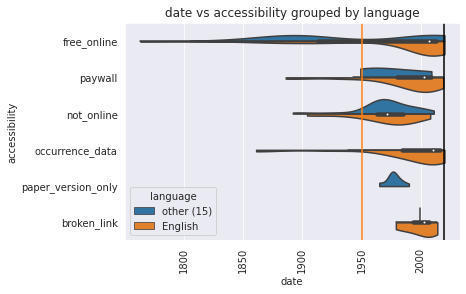 date vs accessibility grouped by language
accessibility
free_online
paywall
not_online
occurrence_data
paper_version_only
broken_link
language
other (15)
English
1800
1850
1900
1950
2000
date